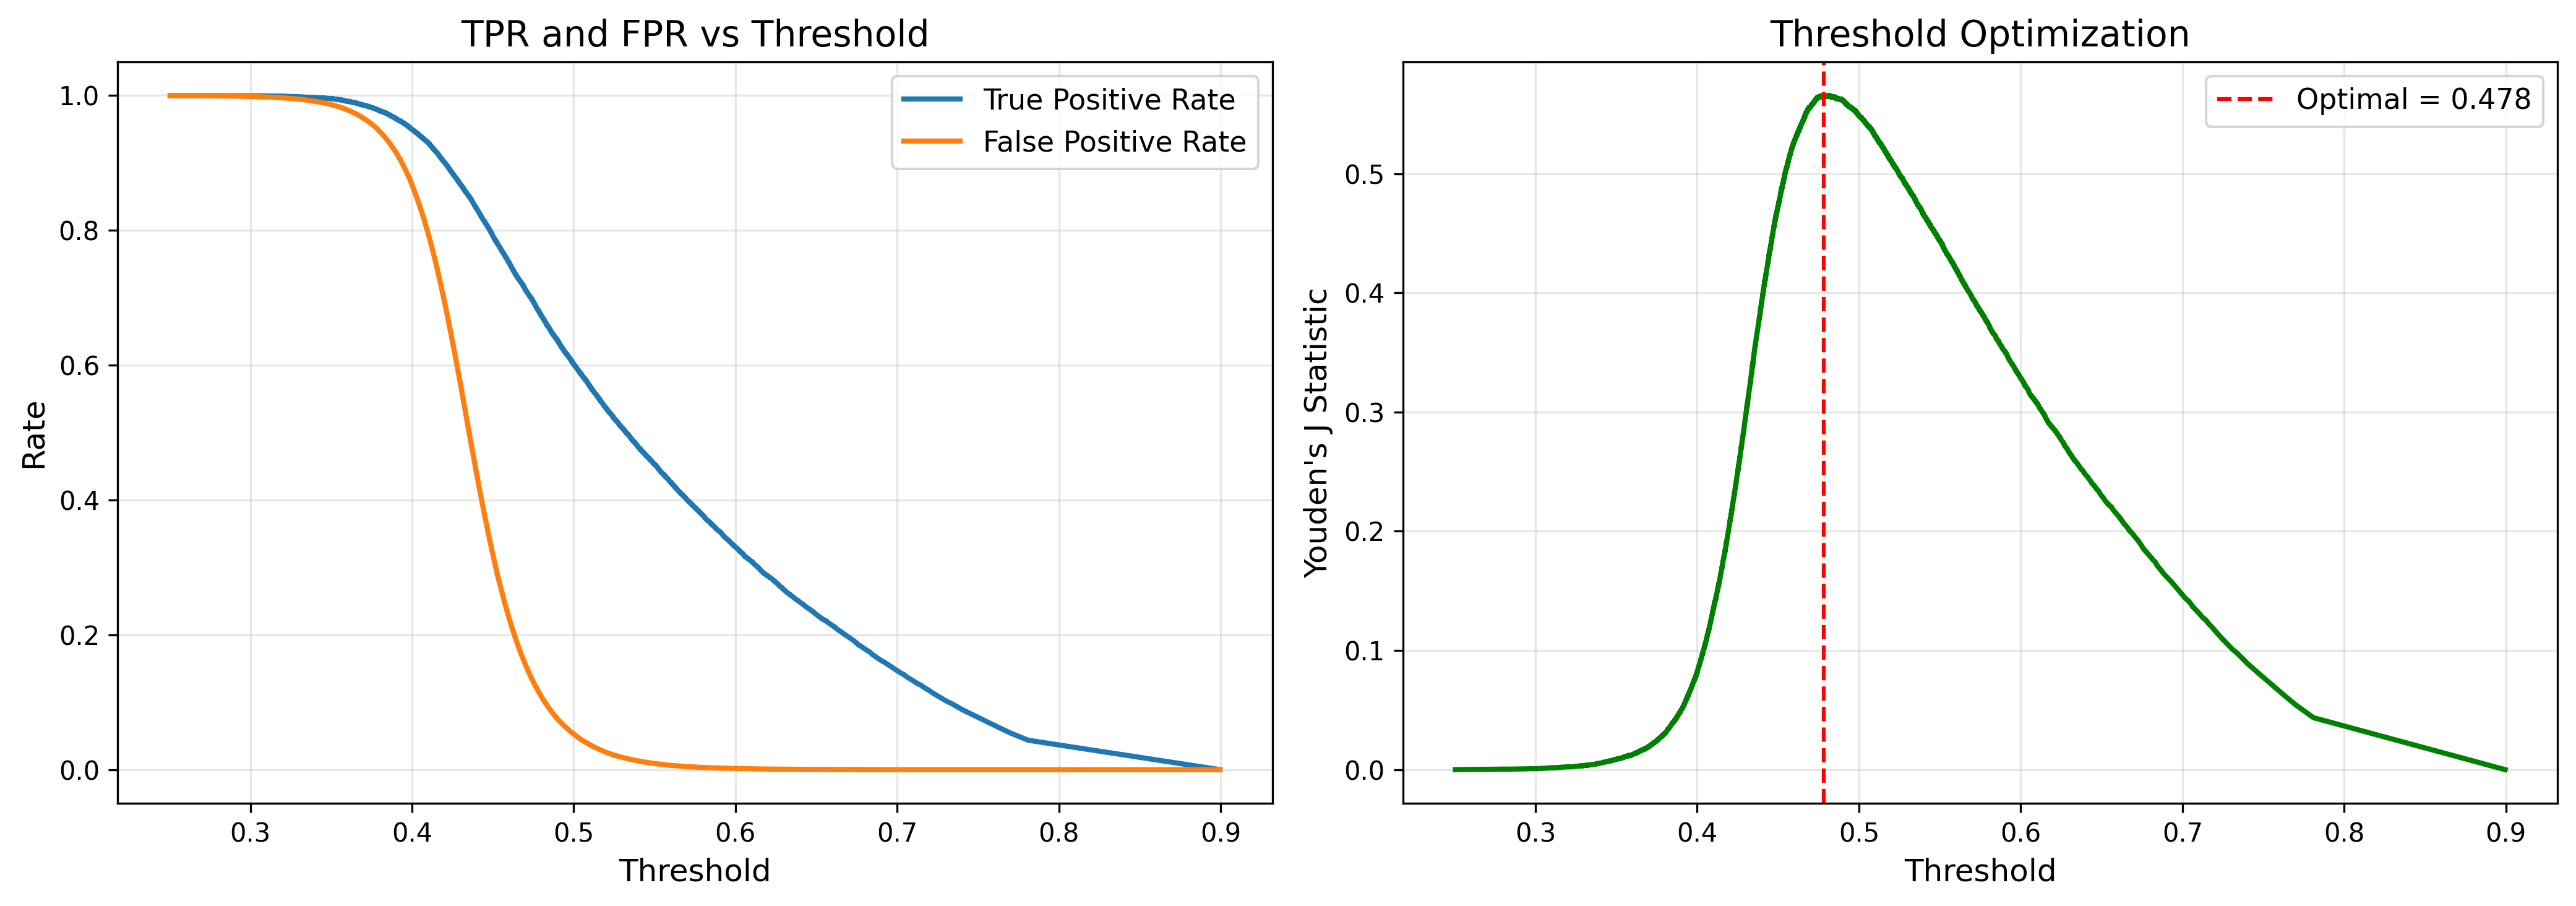 TPR and FPR vs Threshold
True Positive Rate
False Positive Rate
Rate
1.0
0.8
0.6
0.4
0.2
0.0
0.3 0.4 0.5 0.6 0.7 0.8 0.9
Threshold
Threshold Optimization
Optimal = 0.478
Youden's J Statistic
0.5
0.4
0.3
0.2
0.1
0.0
0.3 0.4 0.5 0.6 0.7 0.8 0.9
Threshold